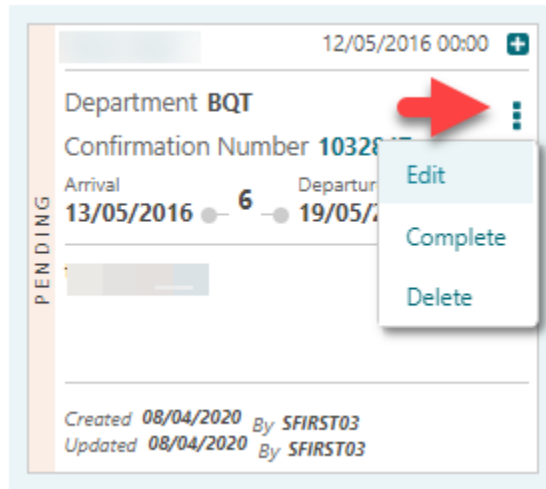 12/05/2016 00:00
Department BQT
Confirmation Number
Edit
Arrival
13/05/2016 6
Complete
Delete
PENDING
Created 08/04/2020 By SFIRST03
Updated 08/04/2020 By SFIRST03